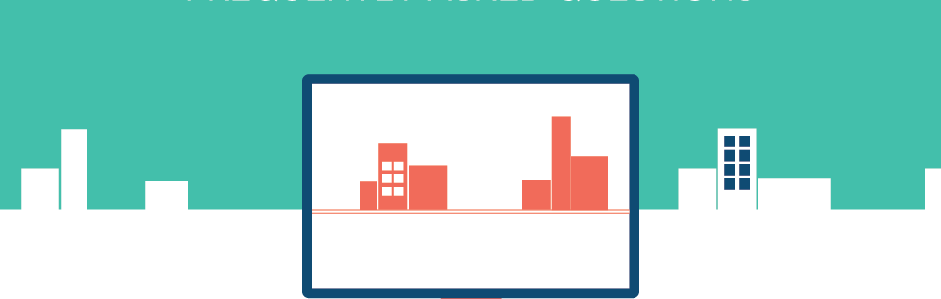 FREQUENTLY ASKED QUESTIONS